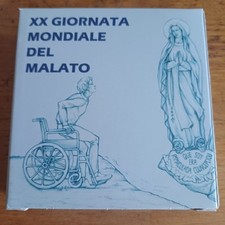 XX GIORNATA
MONDIALE
DEL
MALATO